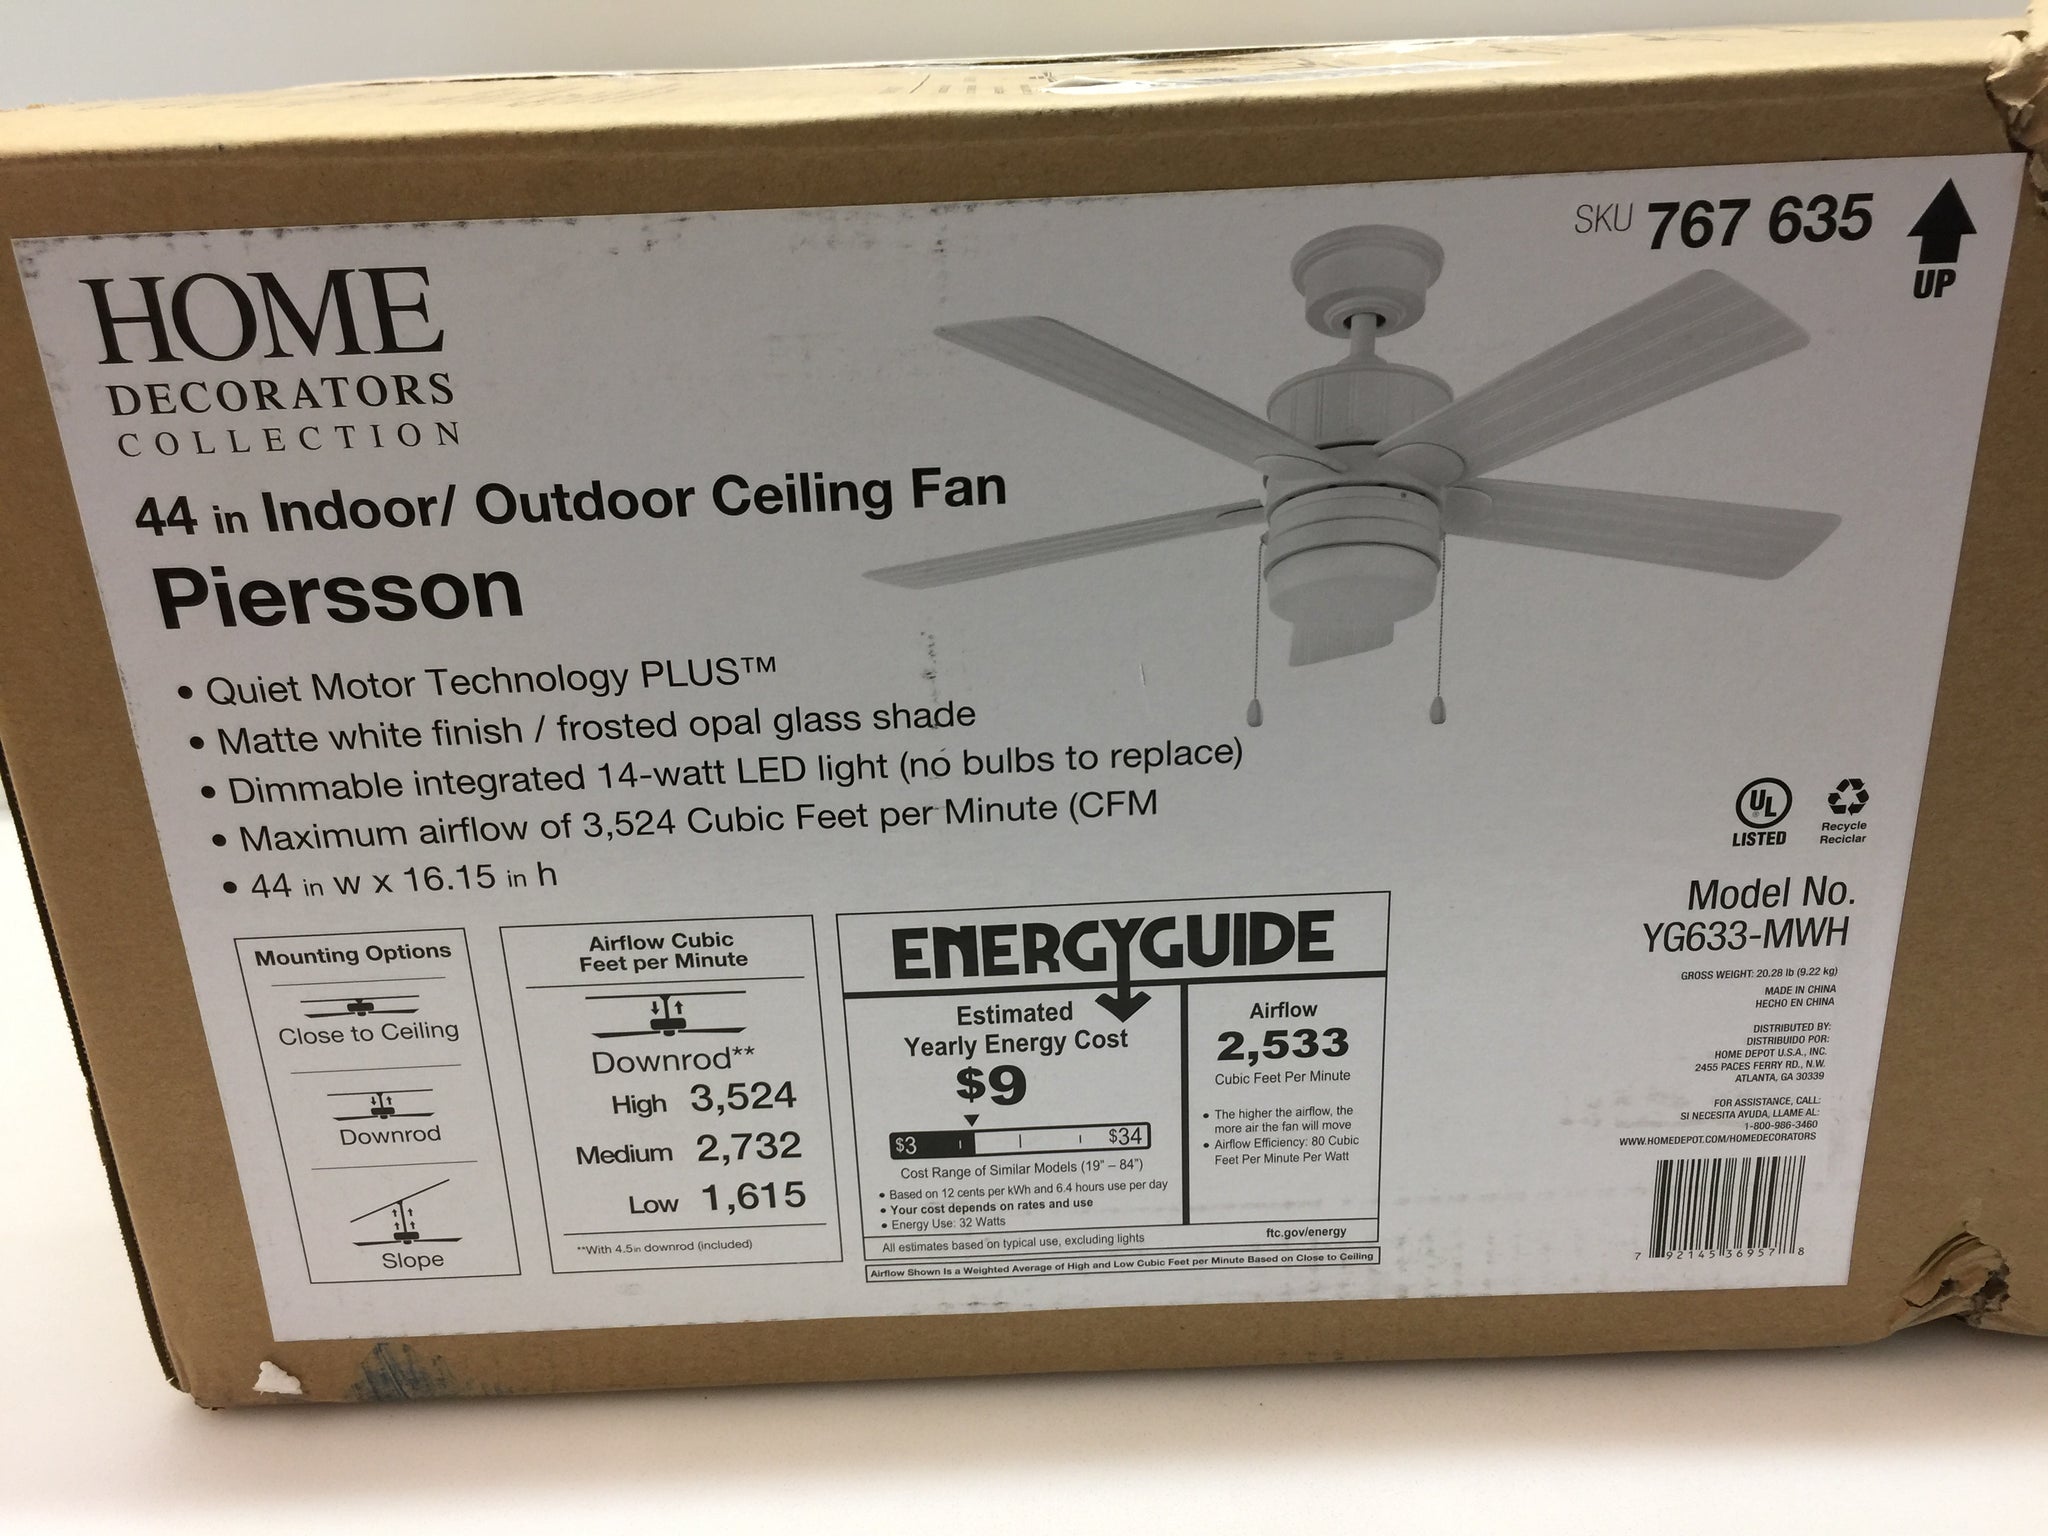 SKU 767 635
UP
HOME
DECORATORS
COLLECTION
44 in Indoor/ Outdoor Ceiling Fan
Piersson
• Quiet Motor Technology PLUS™
• Matte white finish / frosted opal glass shade
• Dimmable integrated 14-watt LED light (no bulbs to replace)
• Maximum airflow of 3,524 Cubic Feet per Minute (CFM
• 44 in w x 16.15 in h
Mounting Options
Close to Ceiling
Downrod
Slope
Airflow Cubic
Feet per Minute
Downrod**
High 3,524
Medium 2,732
Low 1,615
**With 4.5in downrod (included)
ENERGYGUIDE
Estimated
Yearly Energy Cost
$9
$3 $34
Cost Range of Similar Models (19" – 84")
• Based on 12 cents per kWh and 6.4 hours use per day
• Your cost depends on rates and use
• Energy Use: 32 Watts
All estimates based on typical use, excluding lights
Airflow
2,533
Cubic Feet Per Minute
• The higher the airflow, the
more air the fan will move
• Airflow Efficiency: 80 Cubic
Feet Per Minute Per Watt
ftc.gov/energy
Airflow Shown Is a Weighted Average of High and Low Cubic Feet per Minute Based on Close to Ceiling
UL
®
LISTED
Recycle
Reciclar
Model No.
YG633-MWH
GROSS WEIGHT: 20.28 lb (9.22 kg)
MADE IN CHINA
HECHO EN CHINA
DISTRIBUTED BY:
DISTRIBUIDO POR:
HOME DEPOT U.S.A., INC.
2455 PACES FERRY RD., N.W.
ATLANTA, GA 30339
FOR ASSISTANCE, CALL:
SI NECESITA AYUDA, LLAME AL:
1-800-986-3460
WWW.HOMEDEPOT.COM/HOMEDECORATORS
7 92145 36957 8